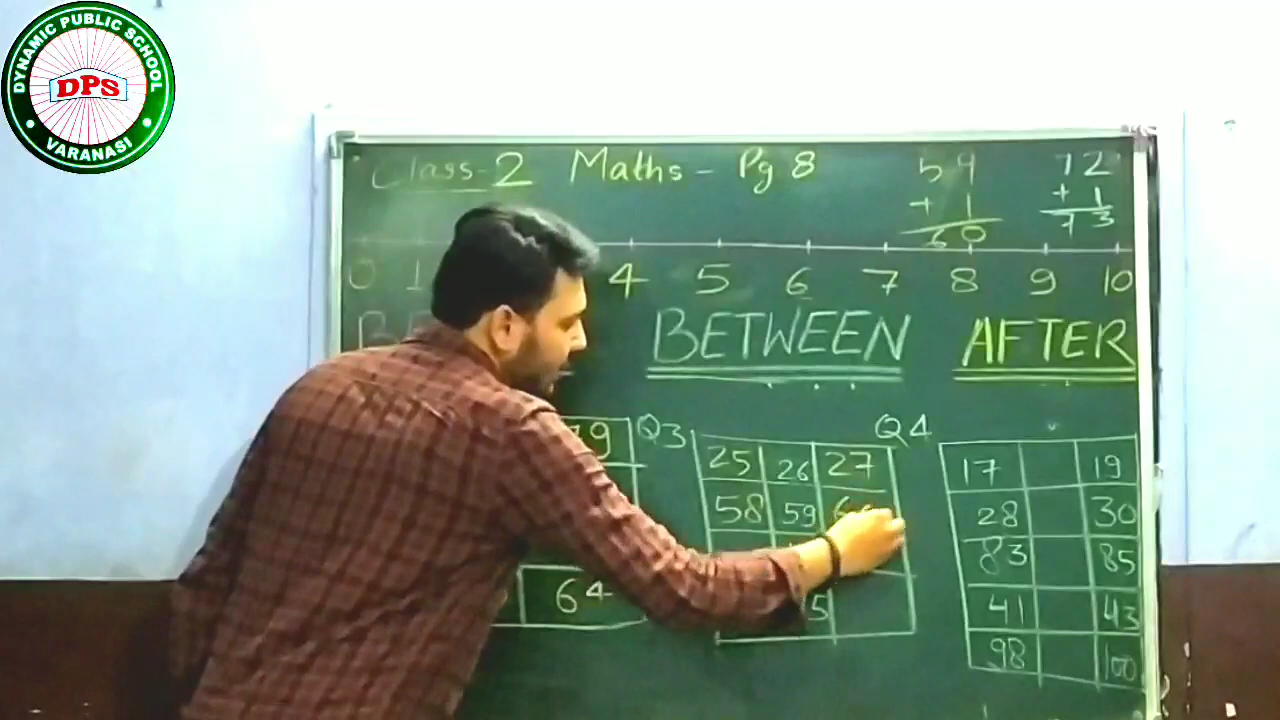 DYNAMIC PUBLIC SCHOOL
DPS
VARANASI
Class-2 Maths - Pg 8
59
+ 1
60
72
+ 1
73
0 1 4 5 6 7 8 9 10
BETWEEN AFTER
Q3 Q4
25 26 27
58 59
64
17 19
28 30
83 85
41 43
98 100